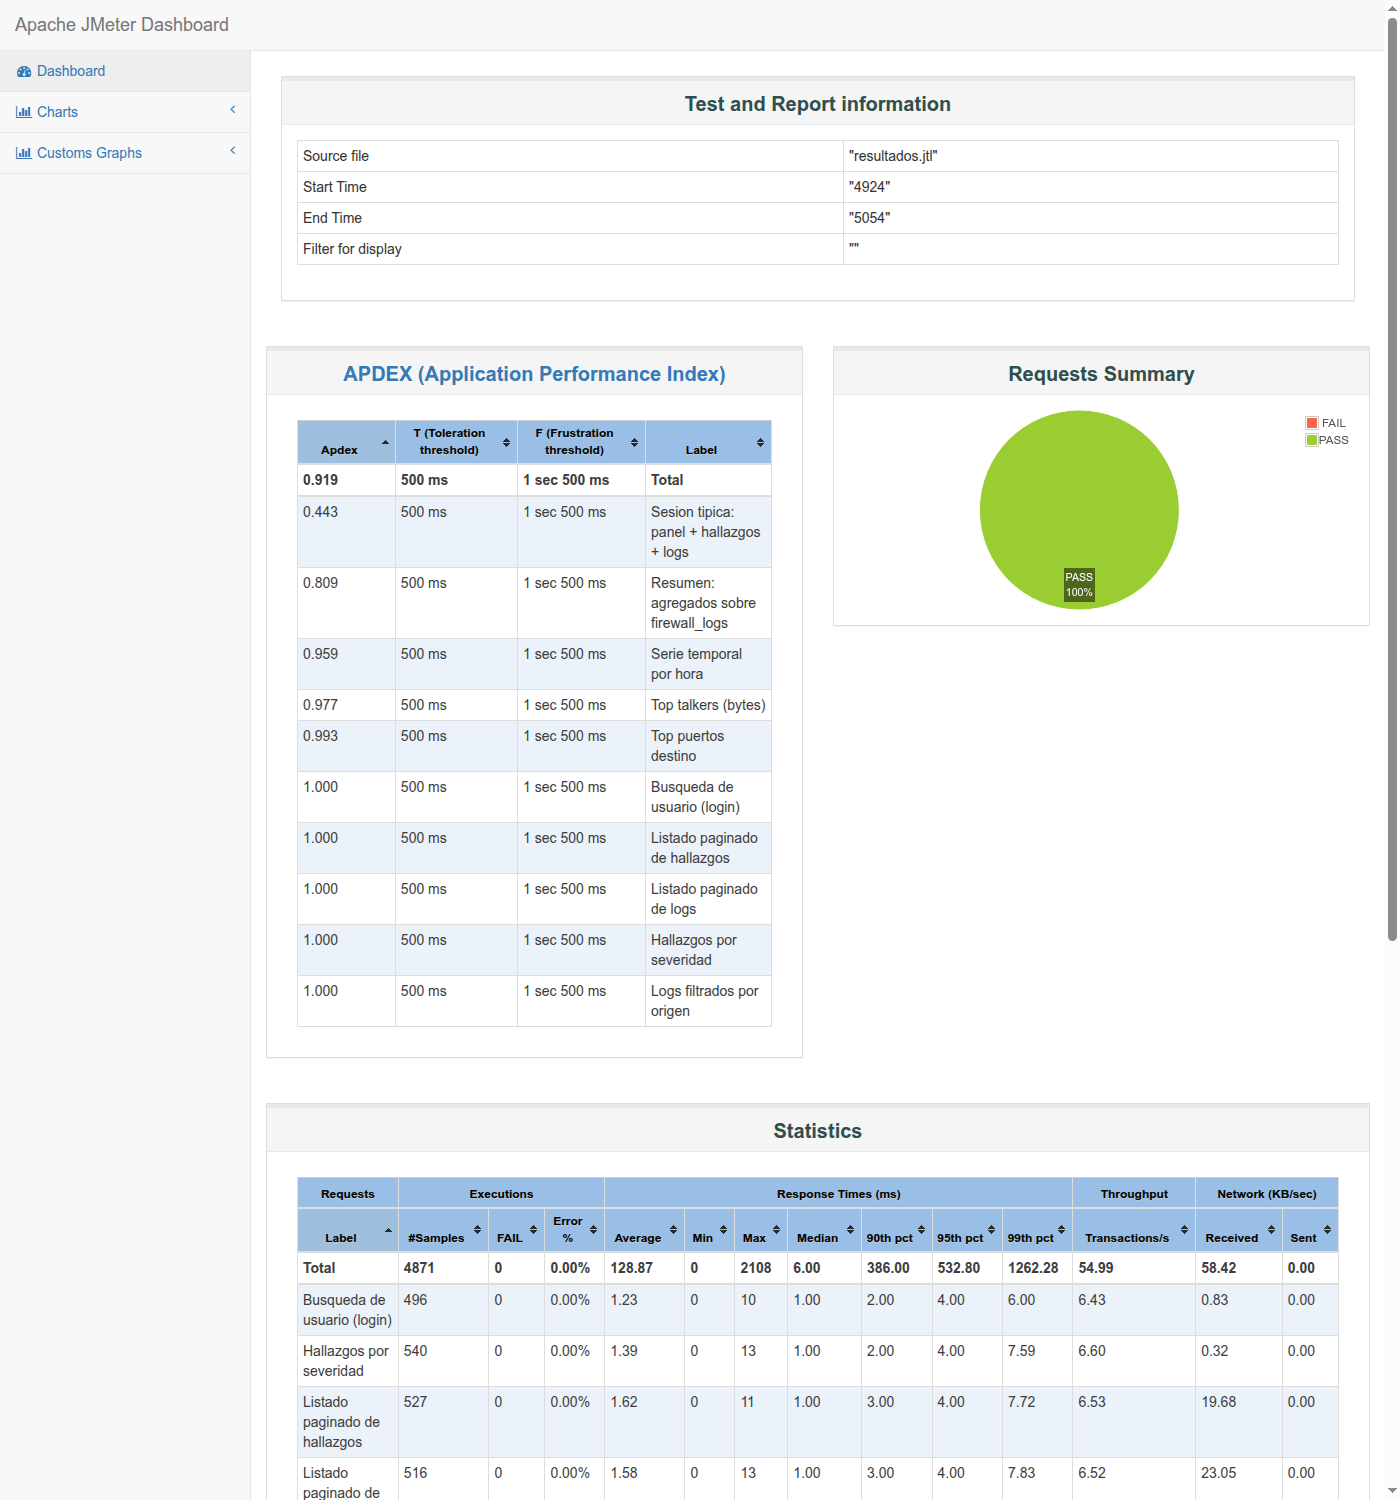 Apache JMeter Dashboard
Dashboard
Charts
Customs Graphs
Test and Report information
Source file "resultados.jtl"
Start Time "4924"
End Time "5054"
Filter for display ""
APDEX (Application Performance Index)
Apdex T (Toleration threshold) F (Frustration threshold) Label
0.919 500 ms 1 sec 500 ms Total
0.443 500 ms 1 sec 500 ms Sesion tipica:
panel + hallazgos
+ logs
0.809 500 ms 1 sec 500 ms Resumen:
agregados sobre
firewall_logs
0.959 500 ms 1 sec 500 ms Serie temporal
por hora
0.977 500 ms 1 sec 500 ms Top talkers (bytes)
0.993 500 ms 1 sec 500 ms Top puertos
destino
1.000 500 ms 1 sec 500 ms Busqueda de
usuario (login)
1.000 500 ms 1 sec 500 ms Listado paginado
de hallazgos
1.000 500 ms 1 sec 500 ms Listado paginado
de logs
1.000 500 ms 1 sec 500 ms Hallazgos por
severidad
1.000 500 ms 1 sec 500 ms Logs filtrados por
origen
Requests Summary
FAIL
PASS
PASS
100%
Statistics
Requests Executions Response Times (ms) Throughput Network (KB/sec)
Label #Samples FAIL Error % Average Min Max Median 90th pct 95th pct 99th pct Transactions/s Received Sent
Total 4871 0 0.00% 128.87 0 2108 6.00 386.00 532.80 1262.28 54.99 58.42 0.00
Busqueda de 496 0 0.00% 1.23 0 10 1.00 2.00 4.00 6.00 6.43 0.83 0.00
usuario (login)
Hallazgos por 540 0 0.00% 1.39 0 13 1.00 2.00 4.00 7.59 6.60 0.32 0.00
severidad
Listado 527 0 0.00% 1.62 0 11 1.00 3.00 4.00 7.72 6.53 19.68 0.00
paginado de
hallazgos
Listado 516 0 0.00% 1.58 0 13 1.00 3.00 4.00 7.83 6.52 23.05 0.00
paginado de